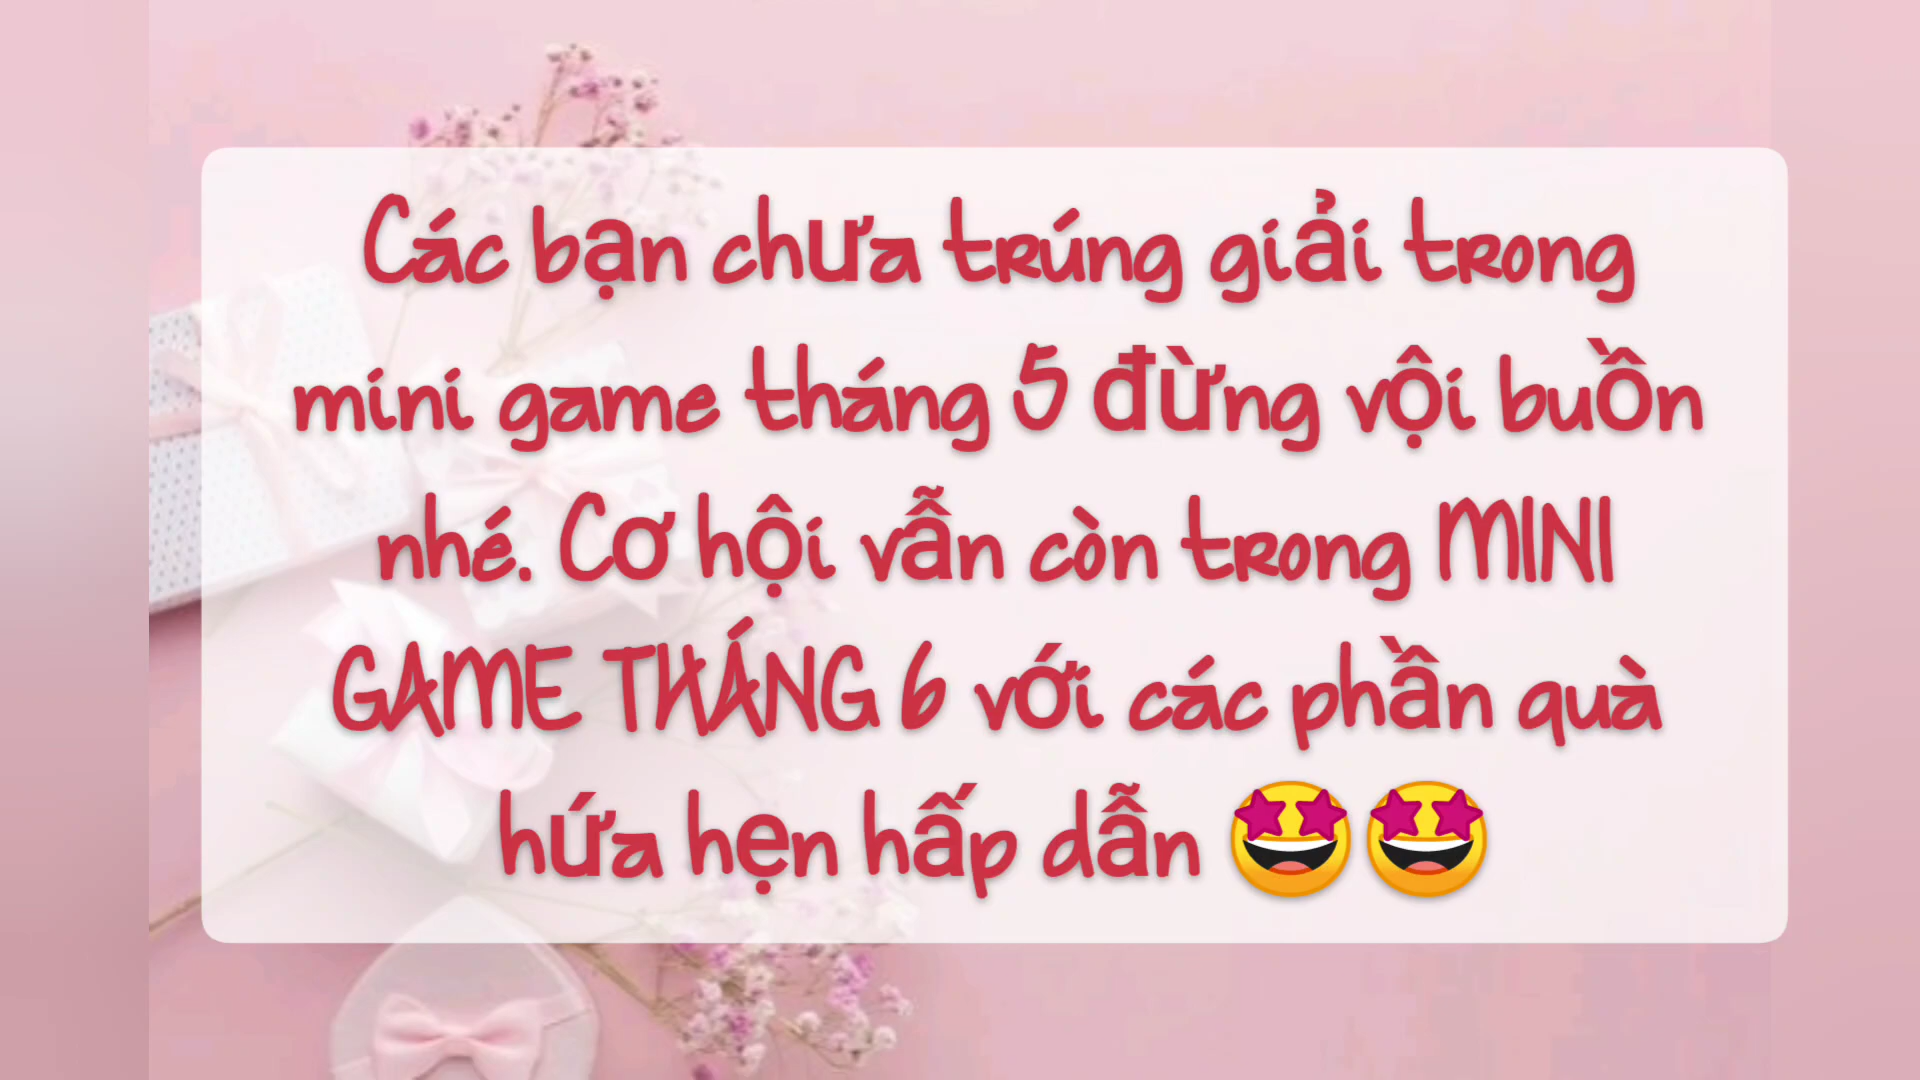 Các bạn chưa trúng giải trong
mini game tháng 5 đừng vội buồn
nhé. Cơ hội vẫn còn trong MINI
GAME THÁNG 6 với các phần quà
hứa hẹn hấp dẫn 🤩🤩